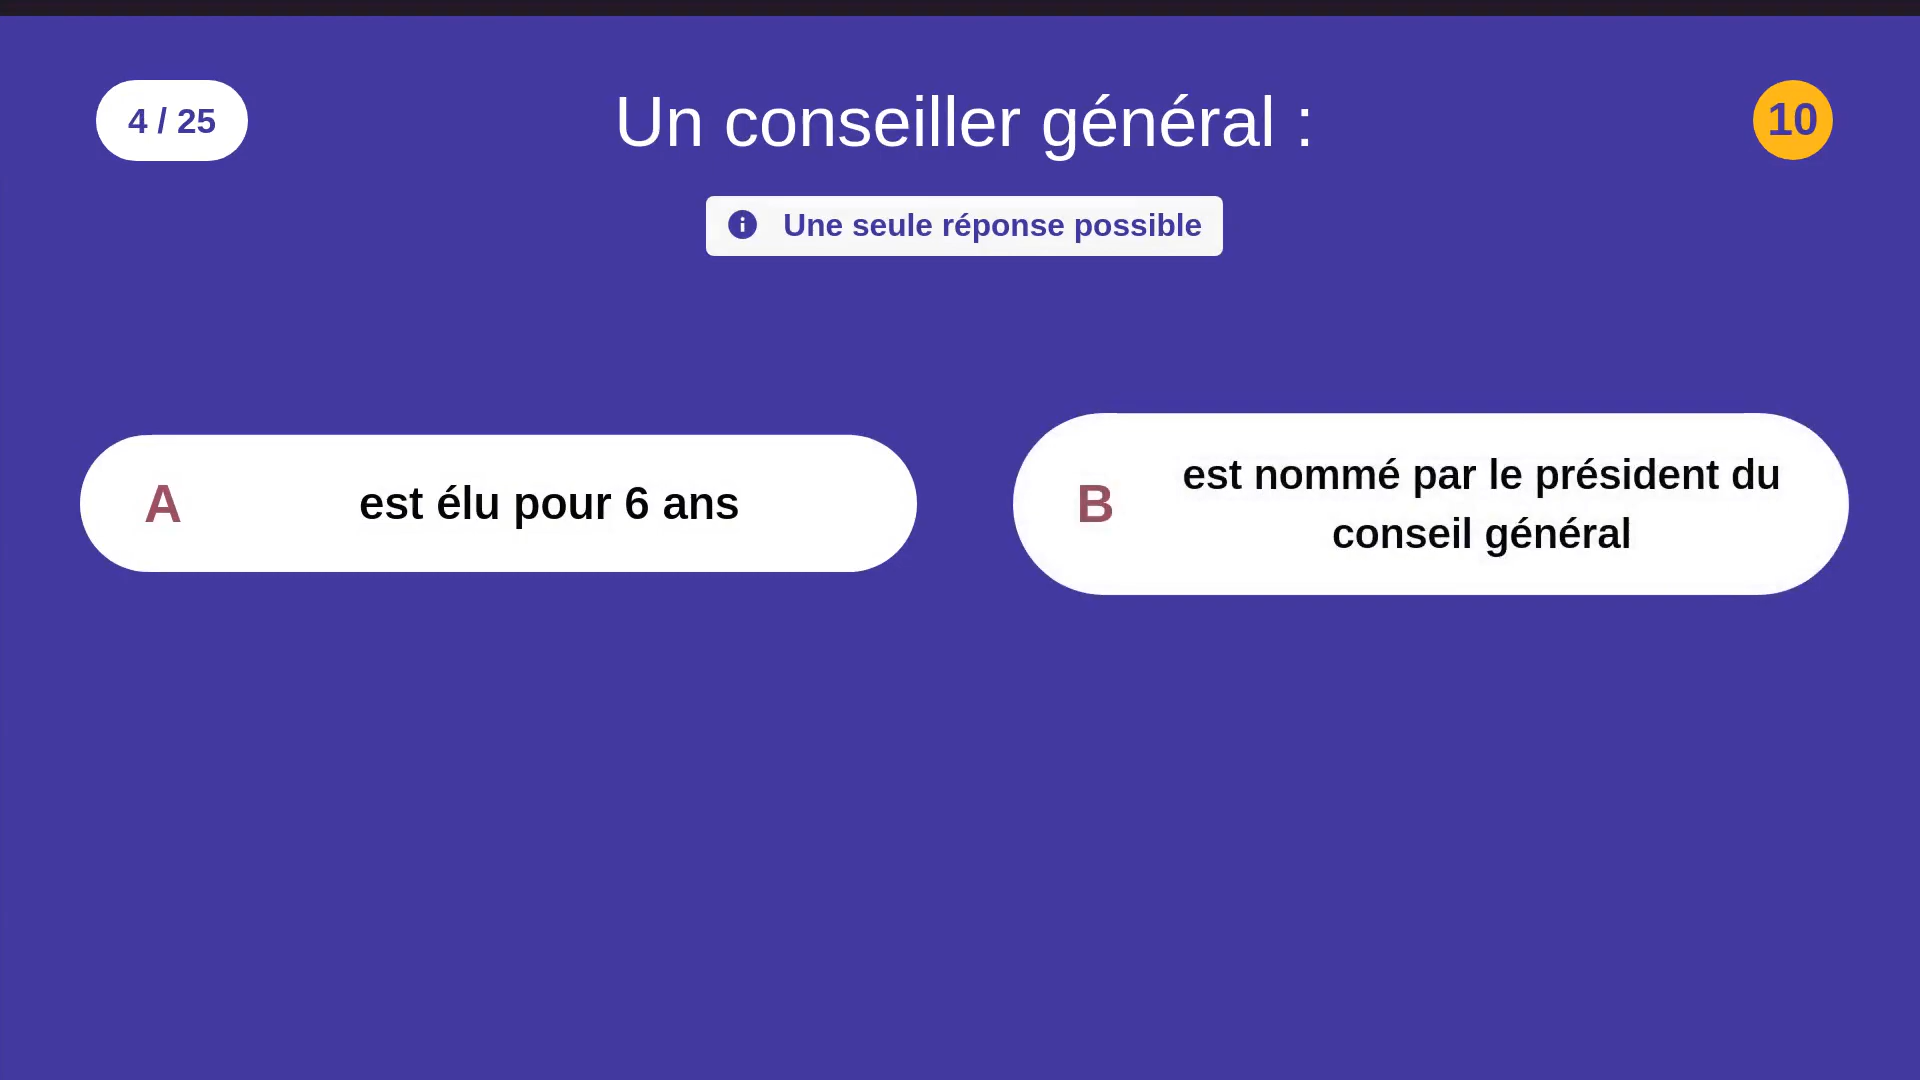 4 / 25
Un conseiller général :
10
Une seule réponse possible
A
est élu pour 6 ans
B
est nommé par le président du
conseil général